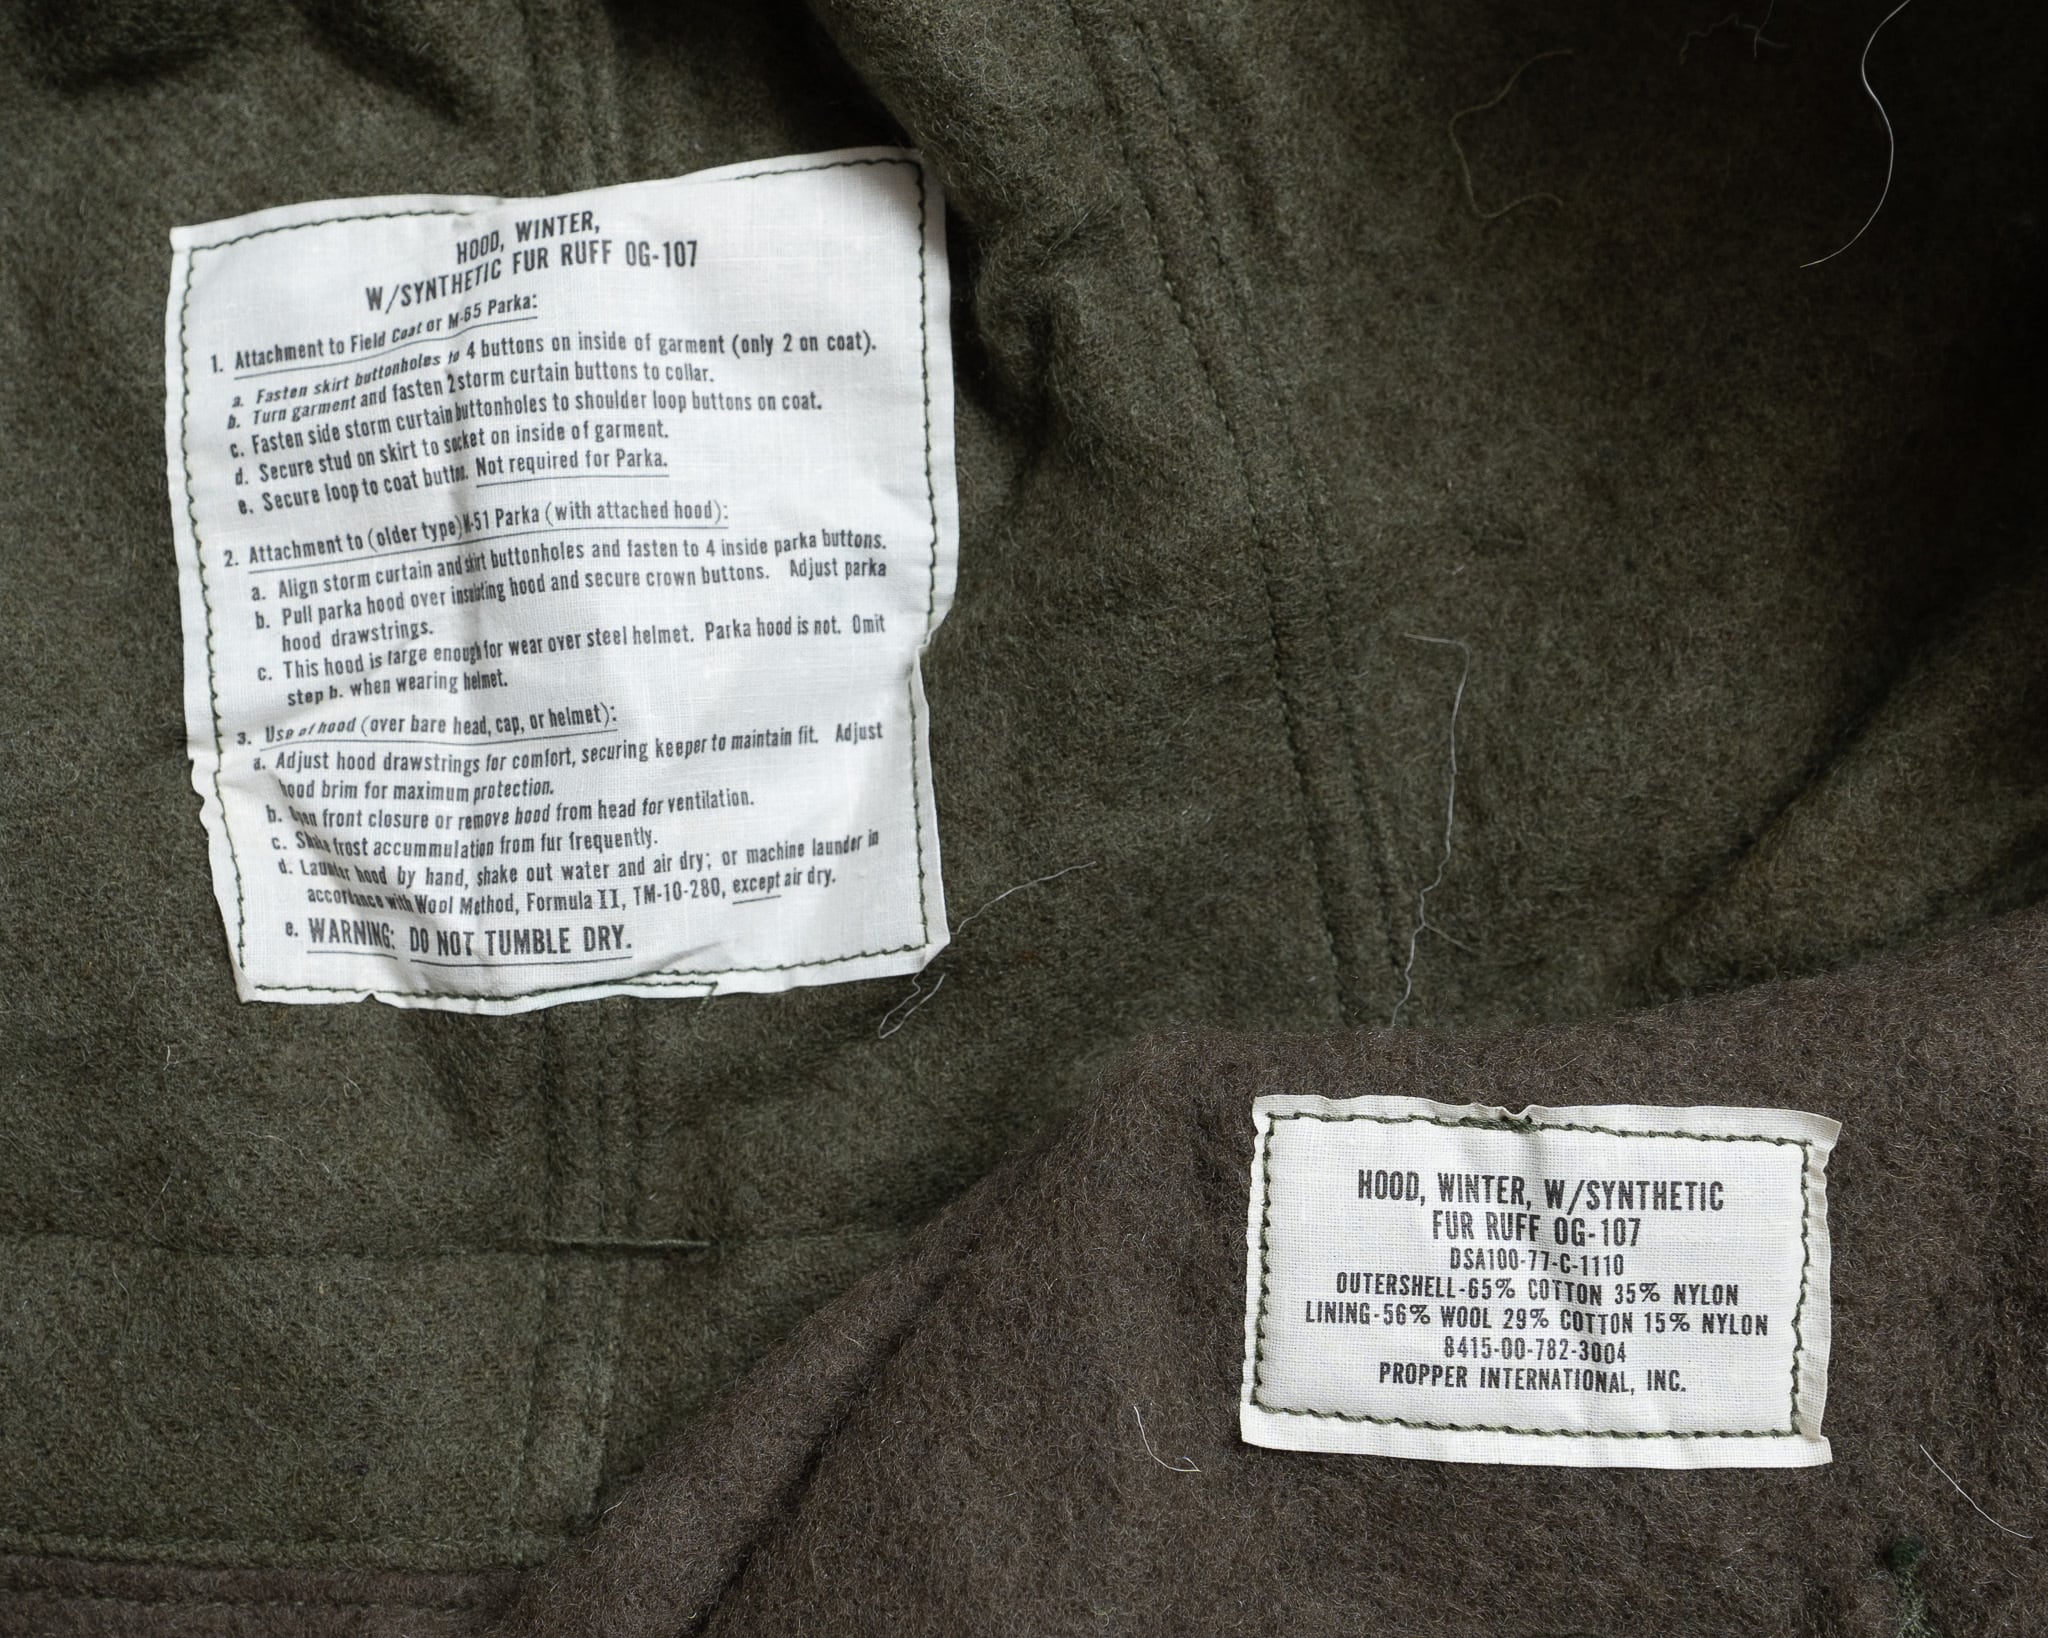 HOOD, WINTER,
W/SYNTHETIC FUR RUFF OG-107
1. Attachment to Field Coat or M-65 Parka:
a. Fasten skirt buttonholes to 4 buttons on inside of garment (only 2 on coat).
b. Turn garment and fasten 2 storm curtain buttons to collar.
c. Fasten side storm curtain buttonholes to shoulder loop buttons on coat.
d. Secure stud on skirt to socket on inside of garment.
e. Secure loop to coat button. Not required for Parka.
2. Attachment to (older type) M-51 Parka (with attached hood):
a. Align storm curtain and skirt buttonholes and fasten to 4 inside parka buttons.
b. Pull parka hood over insulating hood and secure crown buttons. Adjust parka
hood drawstrings.
c. This hood is large enough for wear over steel helmet. Parka hood is not. Omit
step b. when wearing helmet.
3. Use of hood (over bare head, cap, or helmet):
a. Adjust hood drawstrings for comfort, securing keeper to maintain fit. Adjust
hood brim for maximum protection.
b. Open front closure or remove hood from head for ventilation.
c. Shake frost accummulation from fur frequently.
d. Launder hood by hand, shake out water and air dry; or machine launder in
accordance with Wool Method, Formula II, TM-10-280, except air dry.
e. WARNING: DO NOT TUMBLE DRY.
HOOD, WINTER, W/SYNTHETIC
FUR RUFF OG-107
DSA100-77-C-1110
OUTERSHELL-65% COTTON 35% NYLON
LINING-56% WOOL 29% COTTON 15% NYLON
8415-00-782-3004
PROPPER INTERNATIONAL, INC.